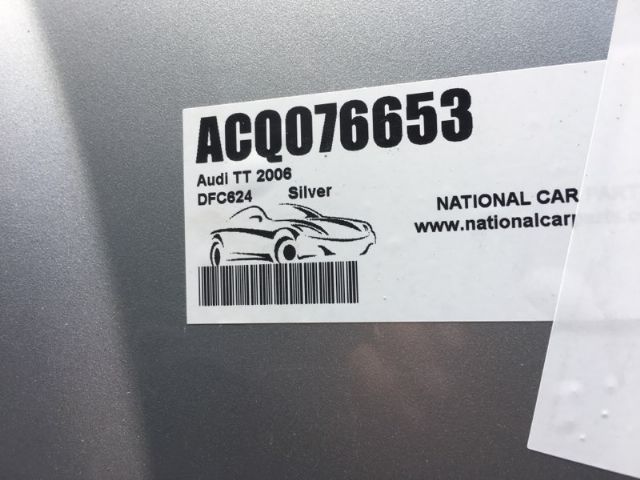 ACQ076653
Audi TT 2006
DFC624 Silver
NATIONAL CAR
www.nationalcar